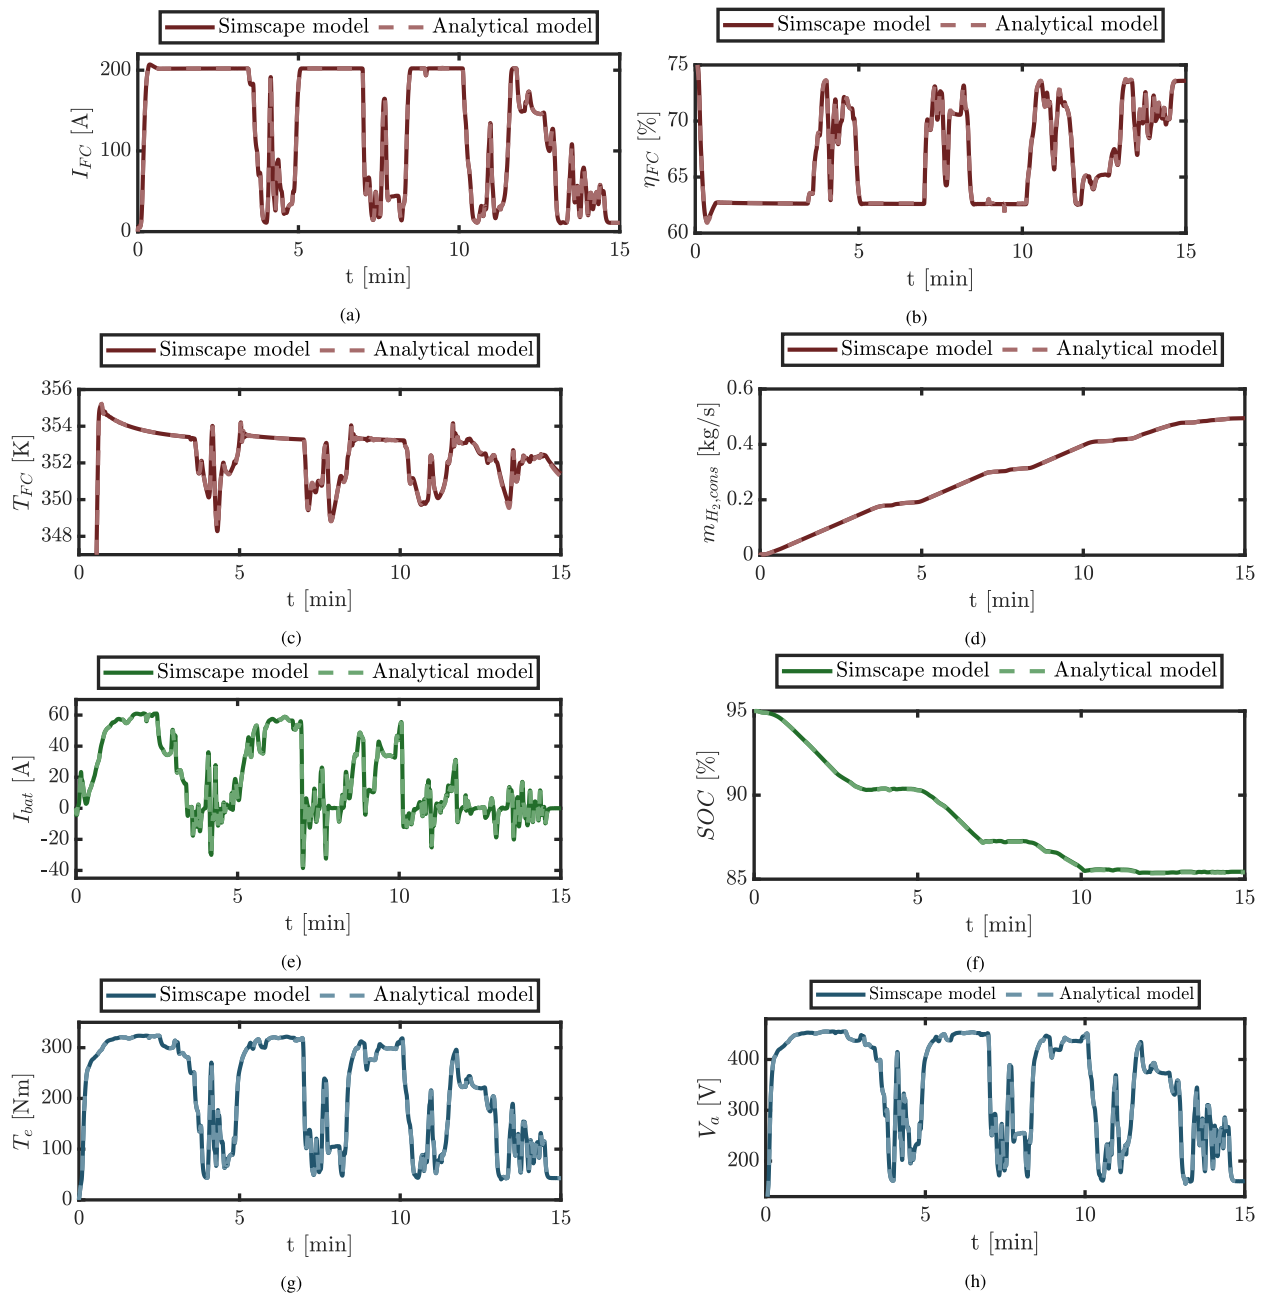 Simscape model Analytical model
I_FC [A]
200
100
0
0 5 10 15
t [min]
(a)
Simscape model Analytical model
η_FC [%]
75
70
65
60
0 5 10 15
t [min]
(b)
Simscape model Analytical model
T_FC [K]
356
354
352
350
348
0 5 10 15
t [min]
(c)
Simscape model Analytical model
m_H2,cons [kg/s]
0.6
0.4
0.2
0
0 5 10 15
t [min]
(d)
Simscape model Analytical model
I_bat [A]
60
40
20
0
-20
-40
0 5 10 15
t [min]
(e)
Simscape model Analytical model
SOC [%]
95
90
85
0 5 10 15
t [min]
(f)
Simscape model Analytical model
T_e [Nm]
300
200
100
0
0 5 10 15
t [min]
(g)
Simscape model Analytical model
V_a [V]
400
300
200
0 5 10 15
t [min]
(h)